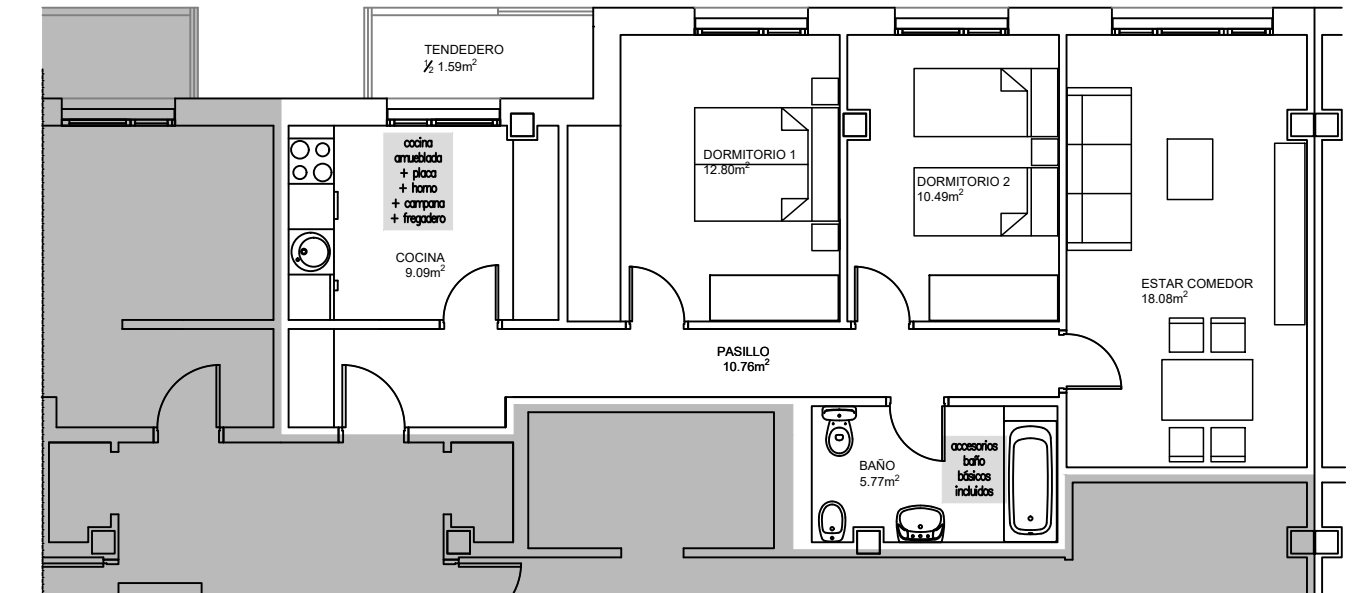 TENDEDERO
½ 1.59m²
cocina
amueblada
+ placa
+ horno
+ campana
+ fregadero
COCINA
9.09m²
DORMITORIO 1
12.80m²
DORMITORIO 2
10.49m²
ESTAR COMEDOR
18.08m²
PASILLO
10.76m²
BAÑO
5.77m²
accesorios
baño
básicos
incluidos